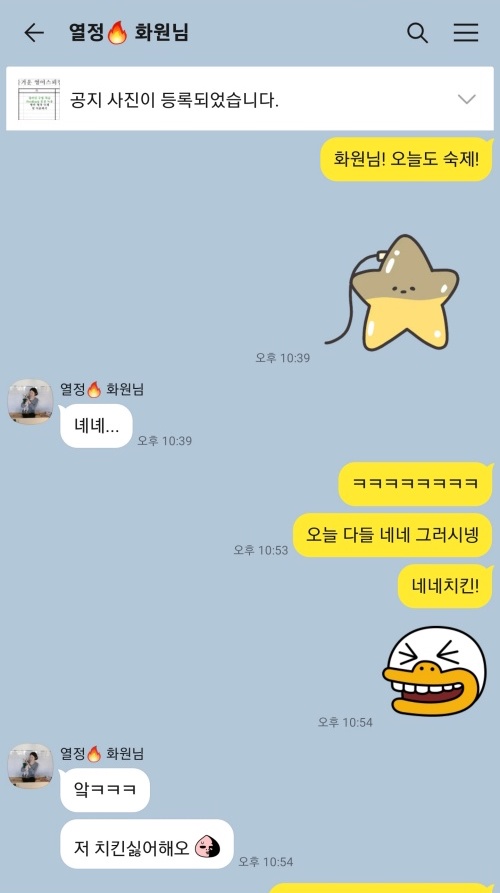 열정🔥 화원님
공지 사진이 등록되었습니다.
화원님! 오늘도 숙제!
오후 10:39
열정🔥 화원님
녜녜...
오후 10:39
ㅋㅋㅋㅋㅋㅋㅋㅋ
오늘 다들 네네 그러시넹
오후 10:53
네네치킨!
오후 10:54
열정🔥 화원님
앜ㅋㅋㅋ
저 치킨싫어해오
오후 10:54